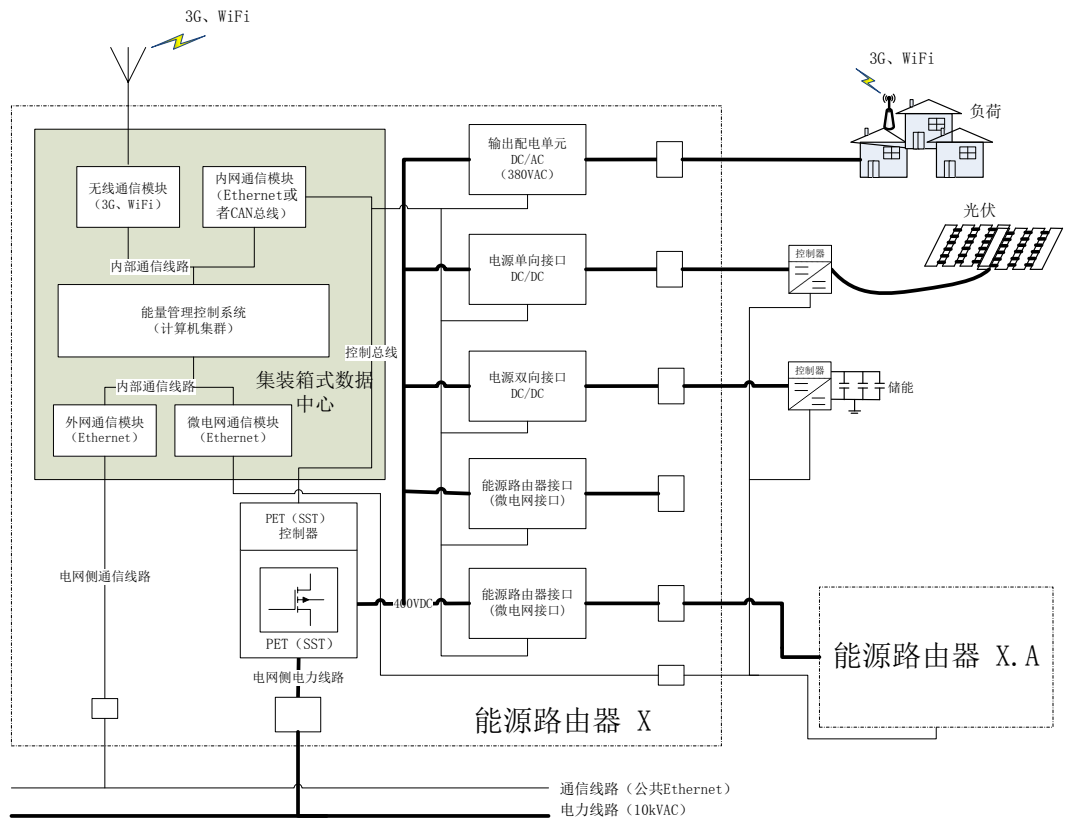 3G、WiFi
3G、WiFi
负荷
输出配电单元
DC/AC
（380VAC）
无线通信模块
（3G、WiFi）
内网通信模块
（Ethernet或
者CAN总线）
光伏
内部通信线路
电源单向接口
DC/DC
控制器
能量管理控制系统
（计算机集群）
控制总线
电源双向接口
DC/DC
控制器
储能
内部通信线路
集装箱式数据
中心
外网通信模块
（Ethernet）
微电网通信模块
（Ethernet）
能源路由器接口
(微电网接口)
PET（SST）
控制器
电网侧通信线路
400VDC
能源路由器接口
(微电网接口)
PET（SST）
电网侧电力线路
能源路由器 X.A
能源路由器 X
通信线路（公共Ethernet）
电力线路（10kVAC）